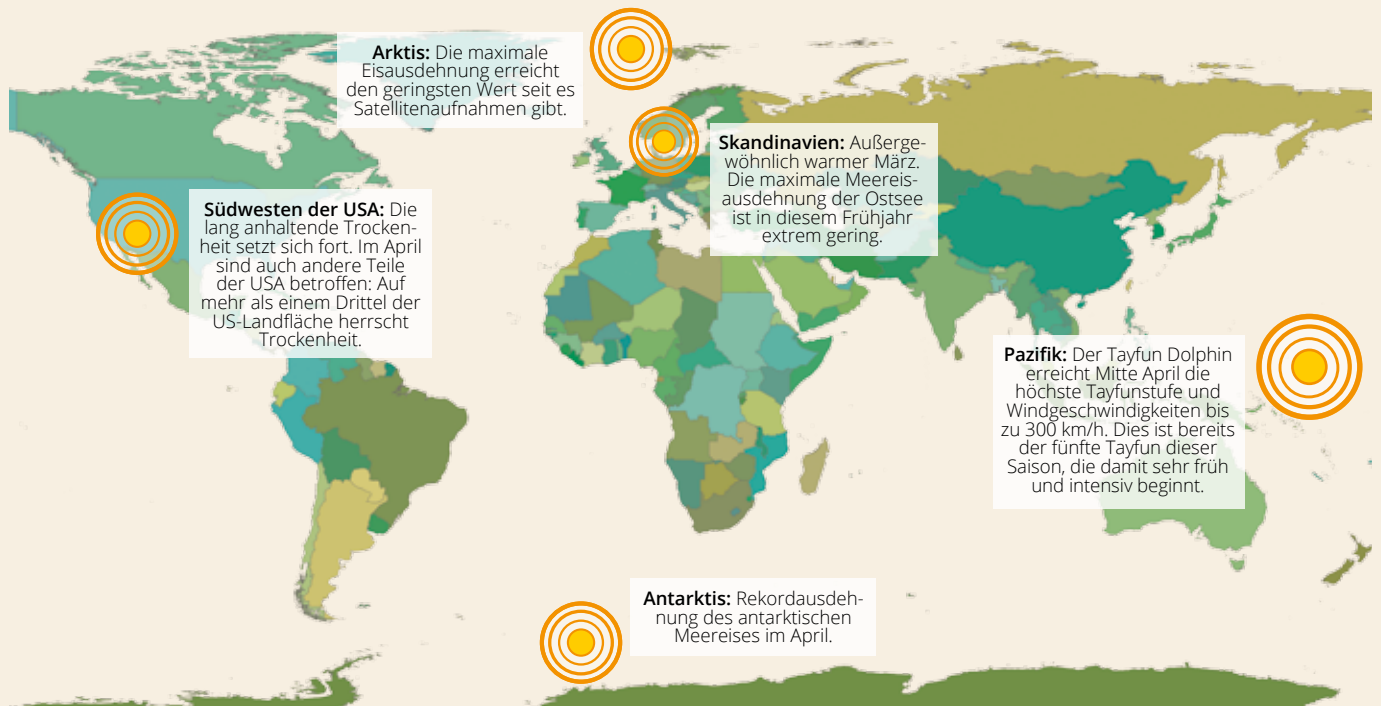 Arktis: Die maximale
Eisausdehnung erreicht
den geringsten Wert seit es
Satellitenaufnahmen gibt.
Skandinavien: Außerge-
wöhnlich warmer März.
Die maximale Meereis-
ausdehnung der Ostsee
ist in diesem Frühjahr
extrem gering.
Südwesten der USA: Die
lang anhaltende Trocken-
heit setzt sich fort. Im April
sind auch andere Teile
der USA betroffen: Auf
mehr als einem Drittel der
US-Landfläche herrscht
Trockenheit.
Pazifik: Der Tayfun Dolphin
erreicht Mitte April die
höchste Tayfunstufe und
Windgeschwindigkeiten bis
zu 300 km/h. Dies ist bereits
der fünfte Tayfun dieser
Saison, die damit sehr früh
und intensiv beginnt.
Antarktis: Rekordausdeh-
nung des antarktischen
Meereises im April.